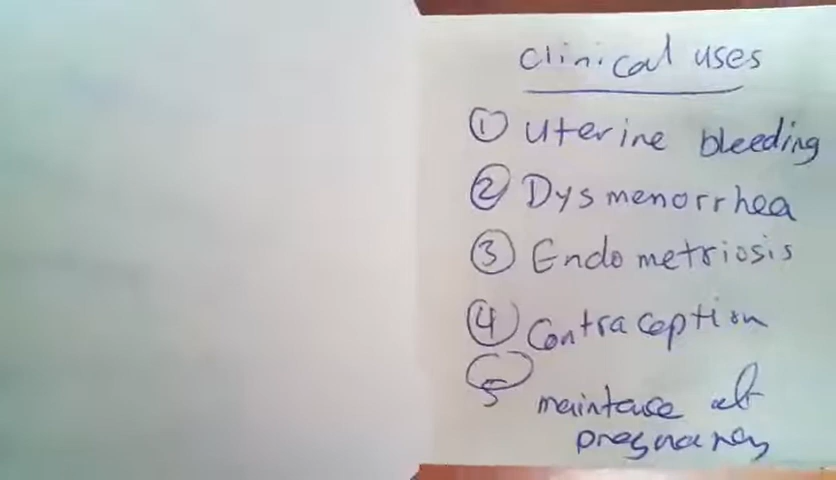 clinical uses
① Uterine bleeding
② Dysmenorrhea
③ Endometriosis
④ Contraception
5 maintance of
pregnancy